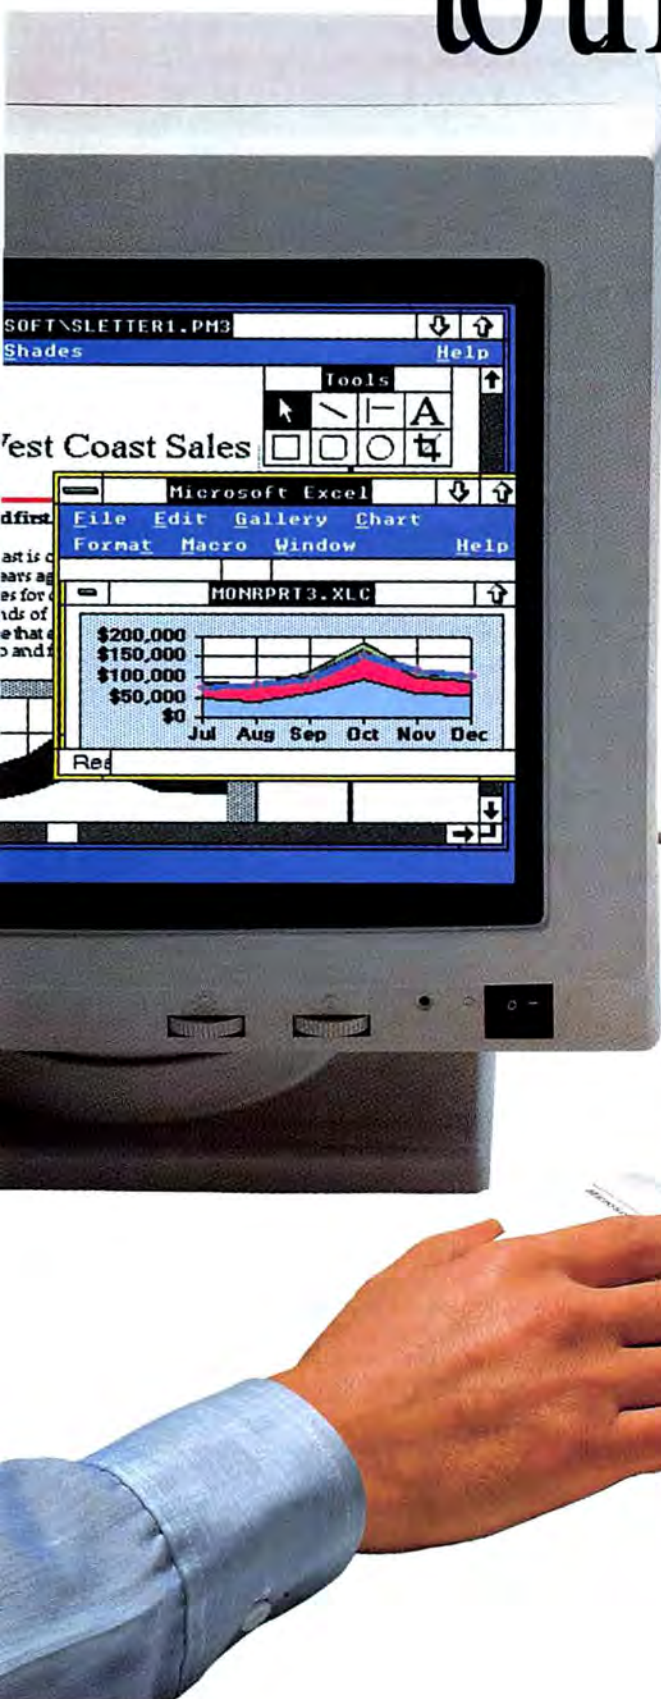 SOFT\SLETTER1.PM3
Shades Help
Tools
A
est Coast Sales
Microsoft Excel
File Edit Gallery Chart
Format Macro Window Help
MONRPRT3.XLC
$200,000
$150,000
$100,000
$50,000
$0
Jul Aug Sep Oct Nov Dec